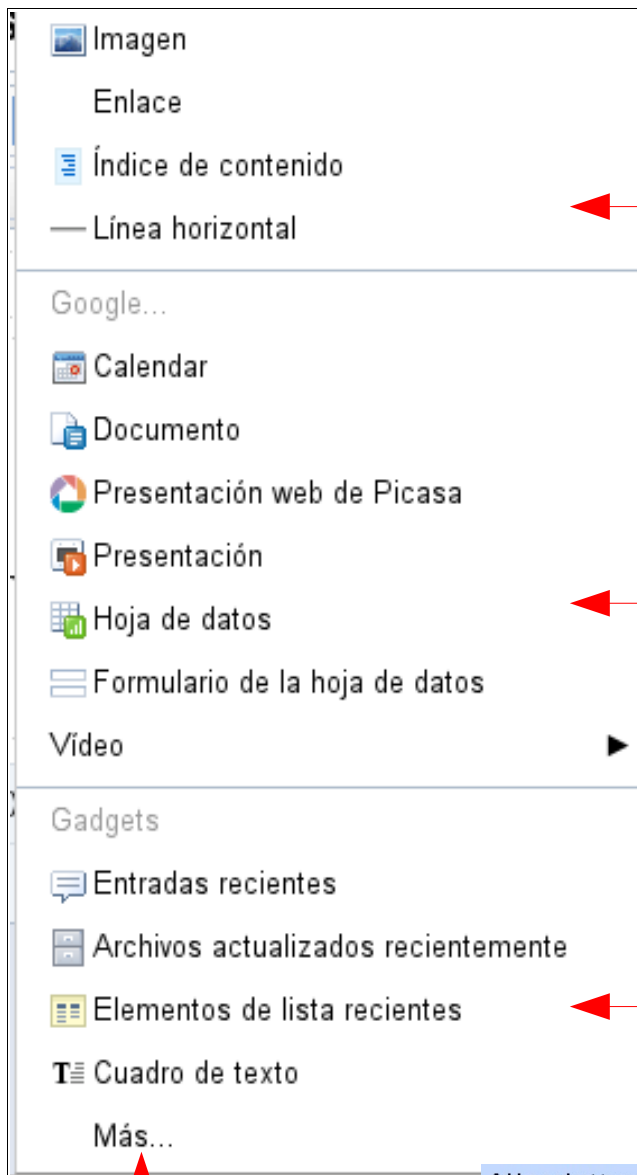 Imagen
Enlace
Índice de contenido
Línea horizontal
Google...
Calendar
Documento
Presentación web de Picasa
Presentación
Hoja de datos
Formulario de la hoja de datos
Vídeo
Gadgets
Entradas recientes
Archivos actualizados recientemente
Elementos de lista recientes
Cuadro de texto
Más...